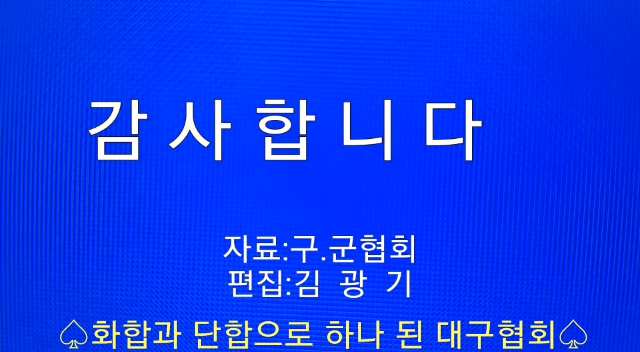 감 사 합 니 다
자료:구.군협회
편집:김 광 기
♤화합과 단합으로 하나 된 대구협회♤